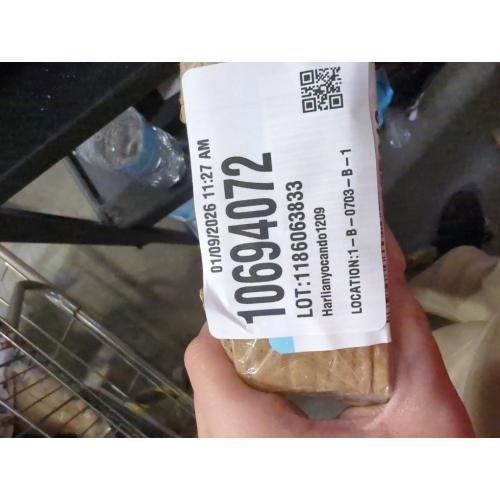 01/09/2026 11:27 AM
10694072
LOT:1186063833
Harlianyocando1209
LOCATION:1-B-0703-B-1